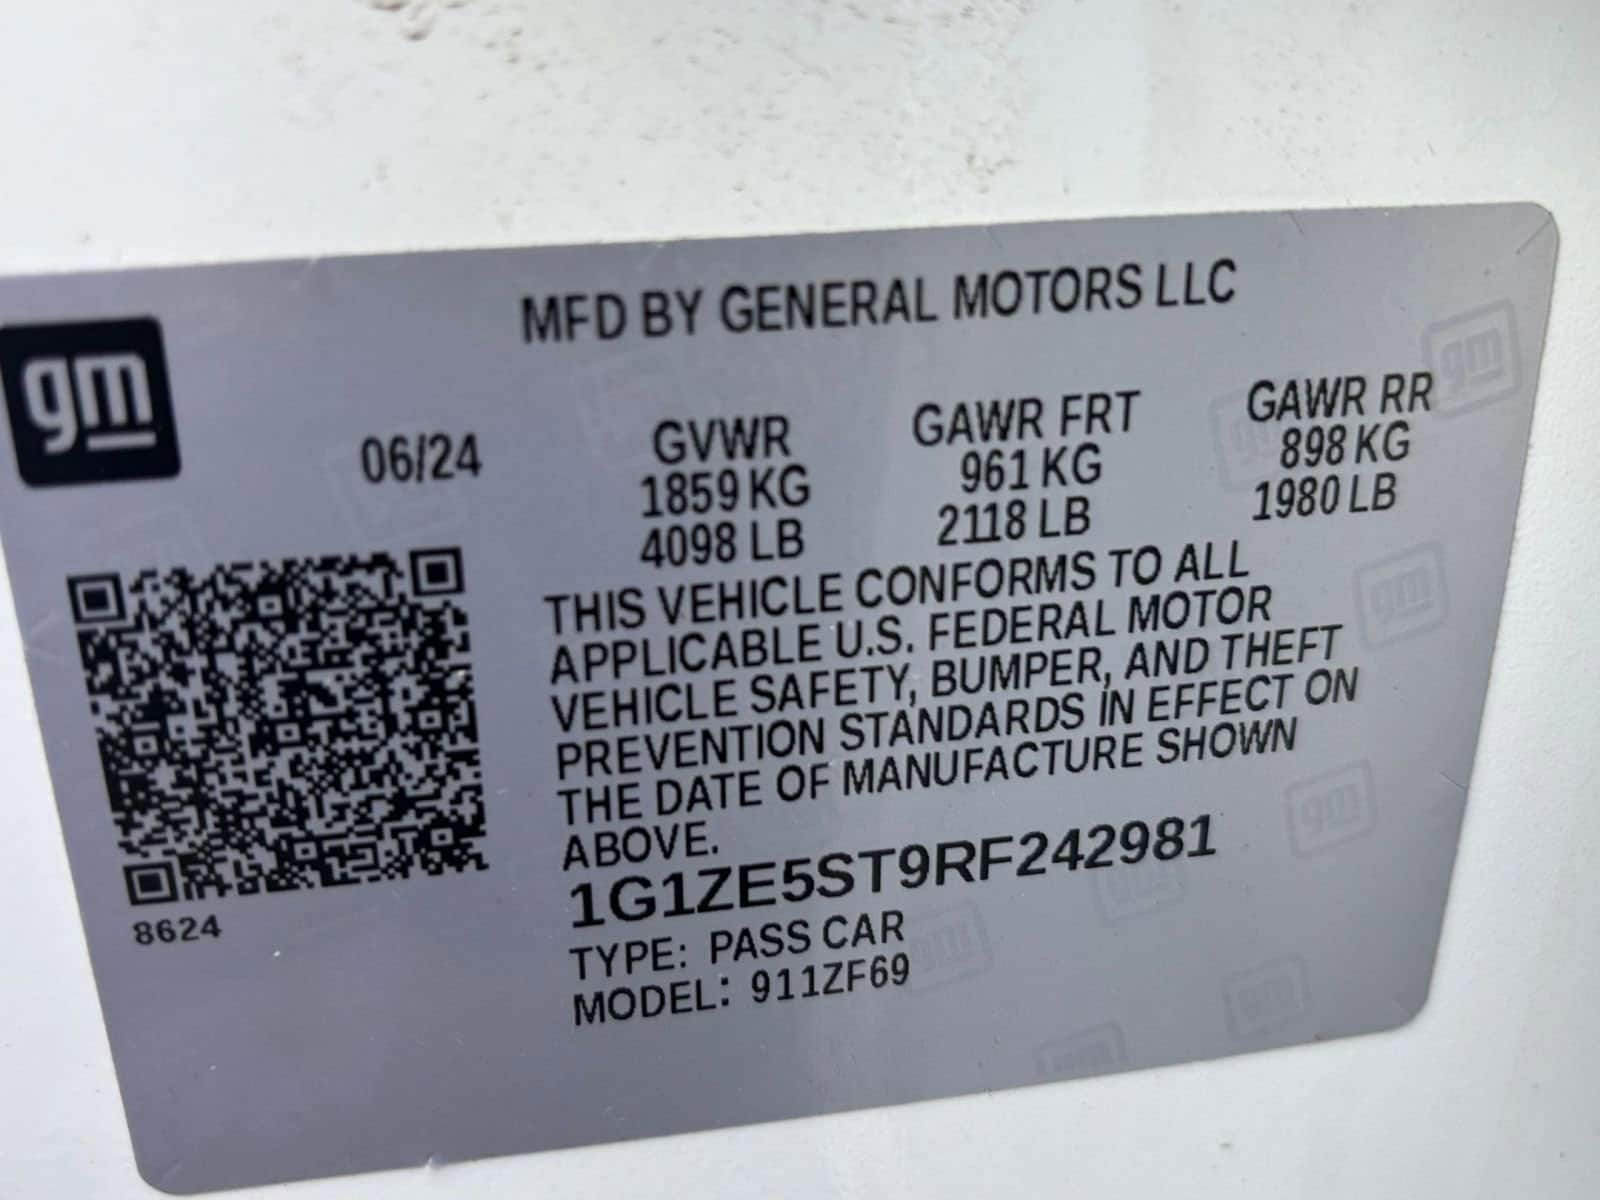 MFD BY GENERAL MOTORS LLC
gm
06/24
GVWR
1859 KG
4098 LB
GAWR FRT
961 KG
2118 LB
GAWR RR
898 KG
1980 LB
THIS VEHICLE CONFORMS TO ALL
APPLICABLE U.S. FEDERAL MOTOR
VEHICLE SAFETY, BUMPER, AND THEFT
PREVENTION STANDARDS IN EFFECT ON
THE DATE OF MANUFACTURE SHOWN
ABOVE.
1G1ZE5ST9RF242981
TYPE: PASS CAR
MODEL: 911ZF69
8624